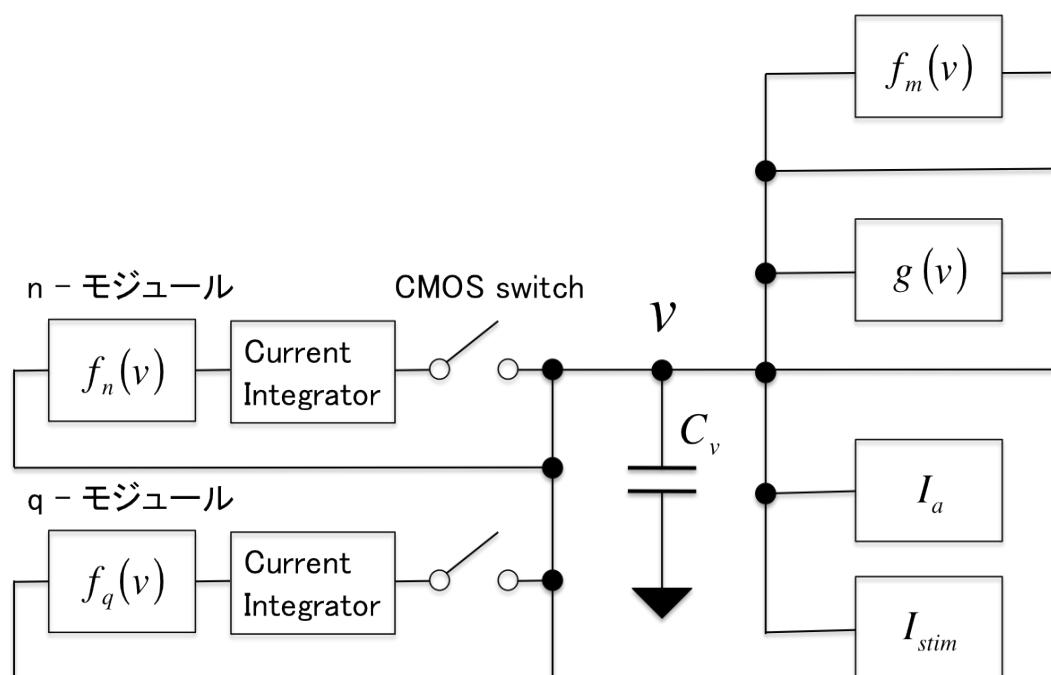 f_m(v)
g(v)
n - モジュール
CMOS switch
v
f_n(v)
Current
Integrator
C_v
q - モジュール
I_a
f_q(v)
Current
Integrator
I_stim